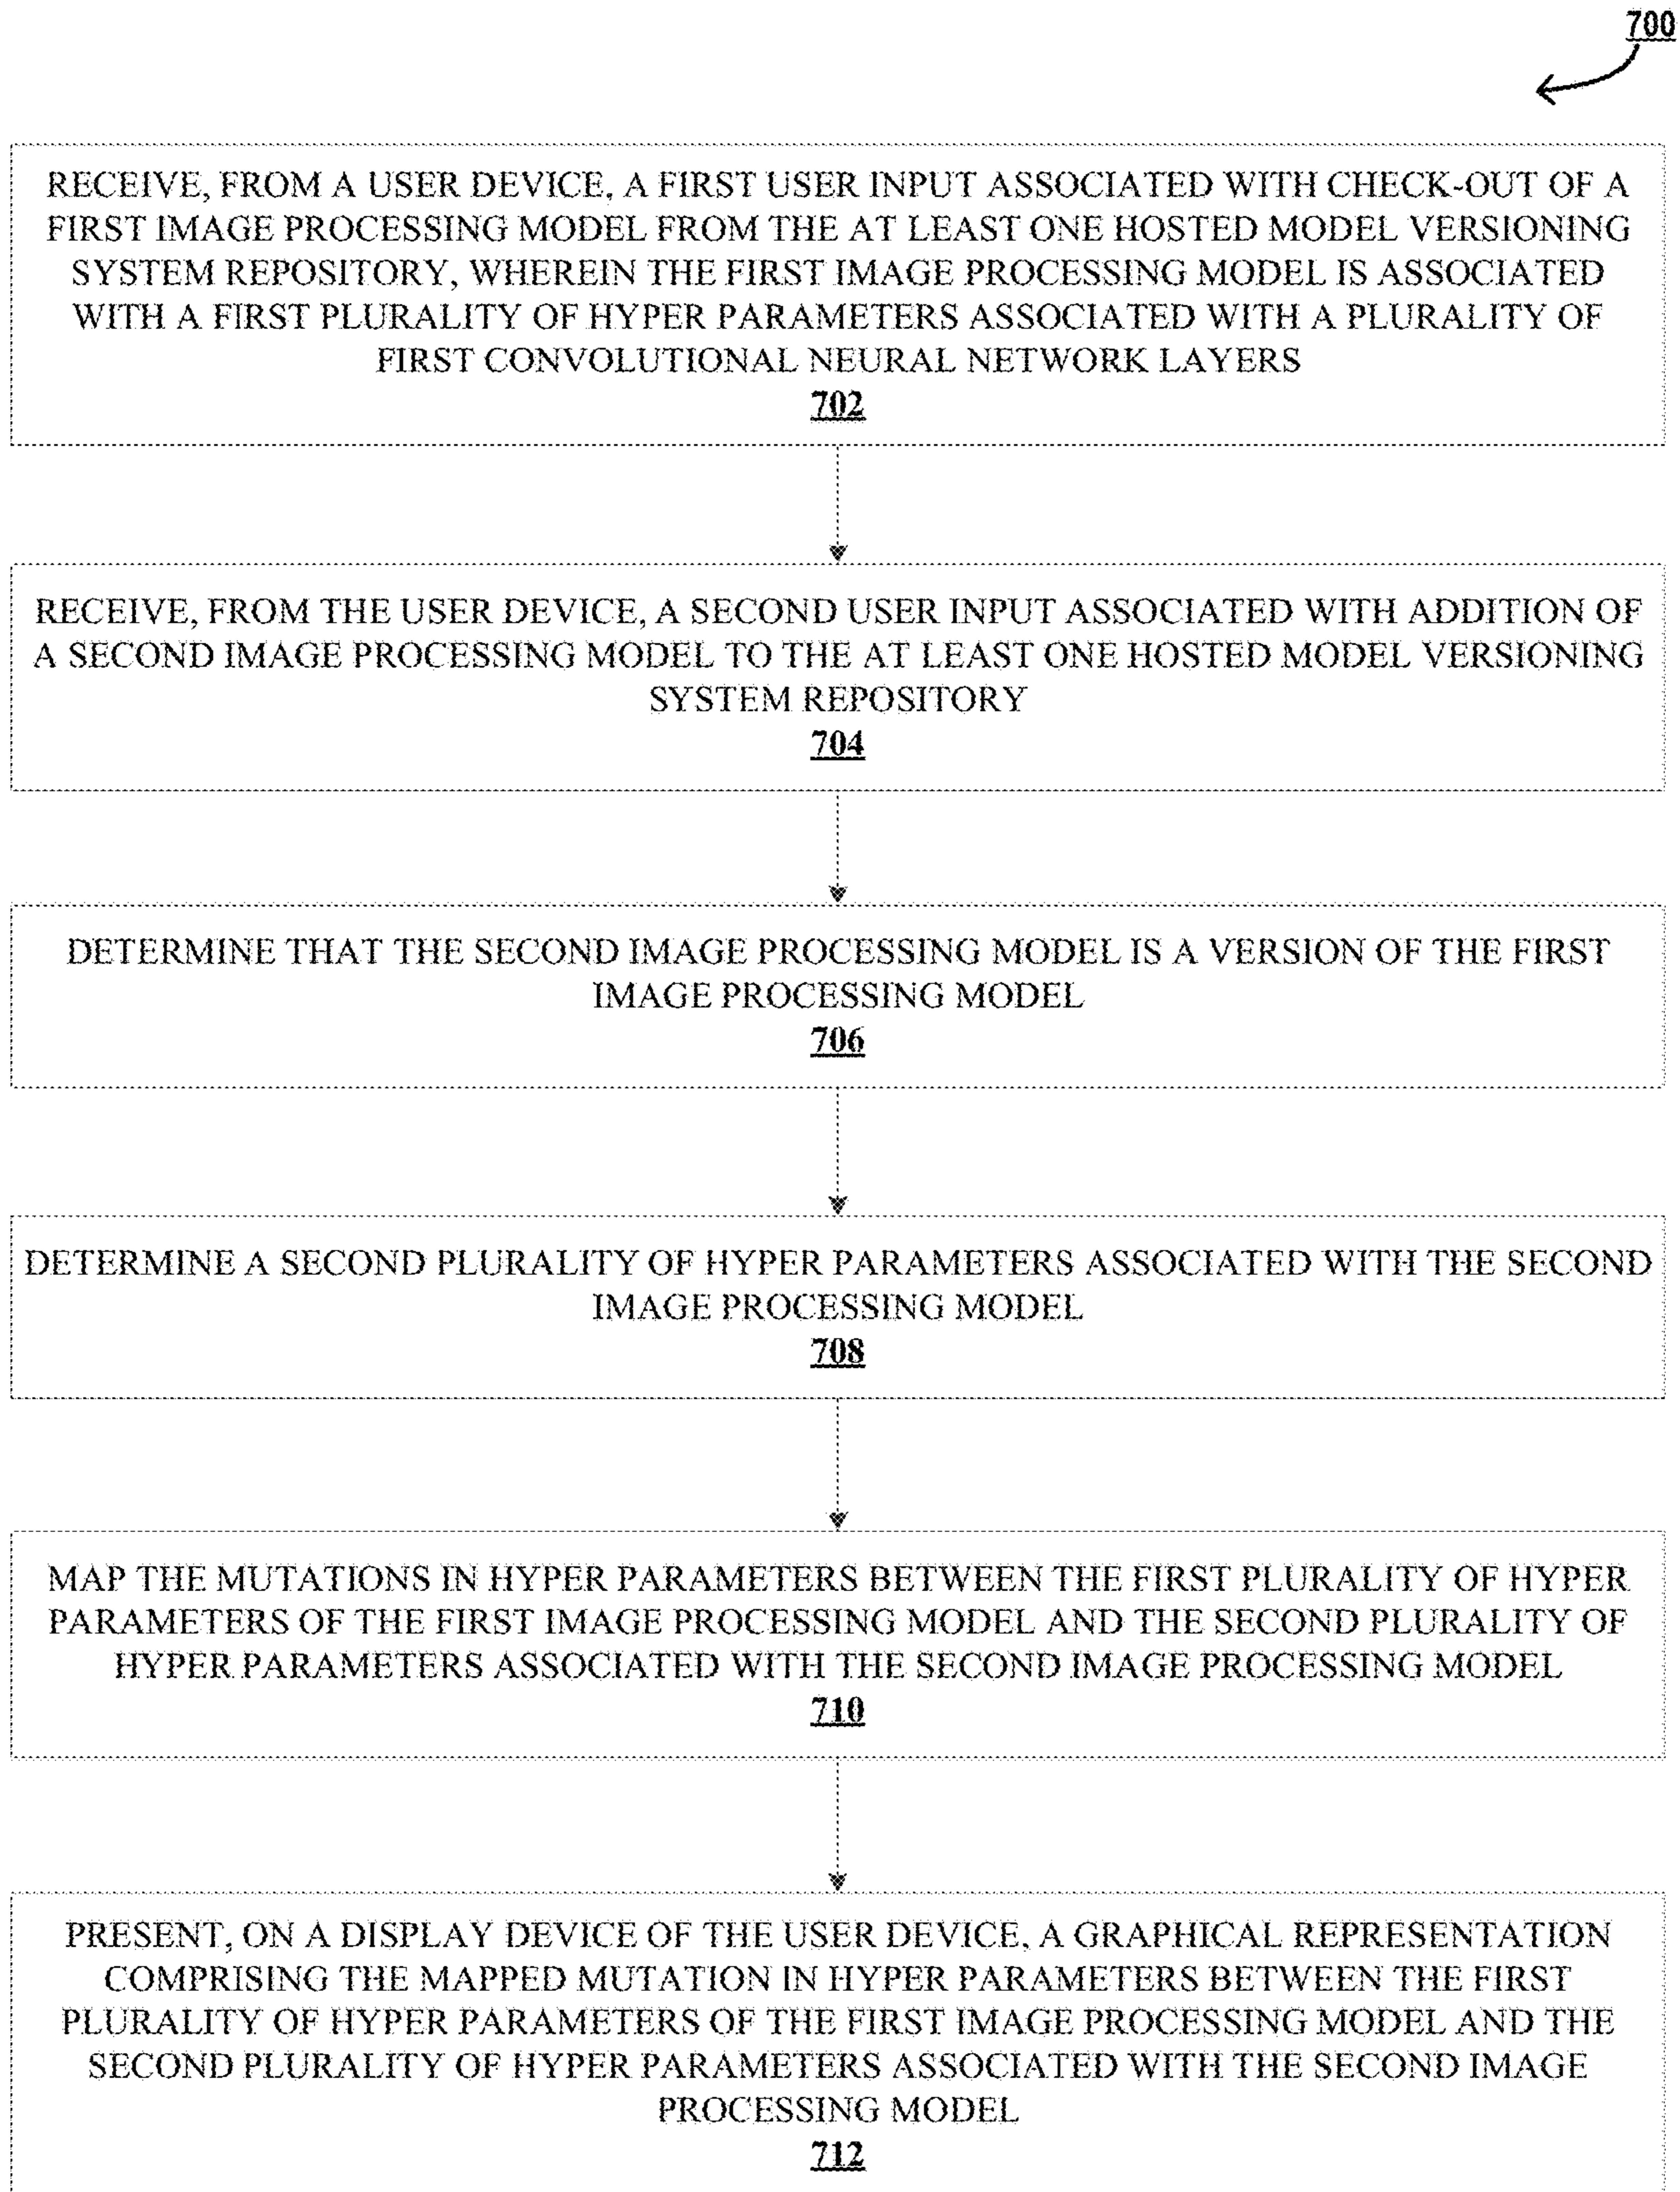 700
RECEIVE, FROM A USER DEVICE, A FIRST USER INPUT ASSOCIATED WITH CHECK-OUT OF A
FIRST IMAGE PROCESSING MODEL FROM THE AT LEAST ONE HOSTED MODEL VERSIONING
SYSTEM REPOSITORY, WHEREIN THE FIRST IMAGE PROCESSING MODEL IS ASSOCIATED
WITH A FIRST PLURALITY OF HYPER PARAMETERS ASSOCIATED WITH A PLURALITY OF
FIRST CONVOLUTIONAL NEURAL NETWORK LAYERS
702
RECEIVE, FROM THE USER DEVICE, A SECOND USER INPUT ASSOCIATED WITH ADDITION OF
A SECOND IMAGE PROCESSING MODEL TO THE AT LEAST ONE HOSTED MODEL VERSIONING
SYSTEM REPOSITORY
704
DETERMINE THAT THE SECOND IMAGE PROCESSING MODEL IS A VERSION OF THE FIRST
IMAGE PROCESSING MODEL
706
DETERMINE A SECOND PLURALITY OF HYPER PARAMETERS ASSOCIATED WITH THE SECOND
IMAGE PROCESSING MODEL
708
MAP THE MUTATIONS IN HYPER PARAMETERS BETWEEN THE FIRST PLURALITY OF HYPER
PARAMETERS OF THE FIRST IMAGE PROCESSING MODEL AND THE SECOND PLURALITY OF
HYPER PARAMETERS ASSOCIATED WITH THE SECOND IMAGE PROCESSING MODEL
710
PRESENT, ON A DISPLAY DEVICE OF THE USER DEVICE, A GRAPHICAL REPRESENTATION
COMPRISING THE MAPPED MUTATION IN HYPER PARAMETERS BETWEEN THE FIRST
PLURALITY OF HYPER PARAMETERS OF THE FIRST IMAGE PROCESSING MODEL AND THE
SECOND PLURALITY OF HYPER PARAMETERS ASSOCIATED WITH THE SECOND IMAGE
PROCESSING MODEL
712